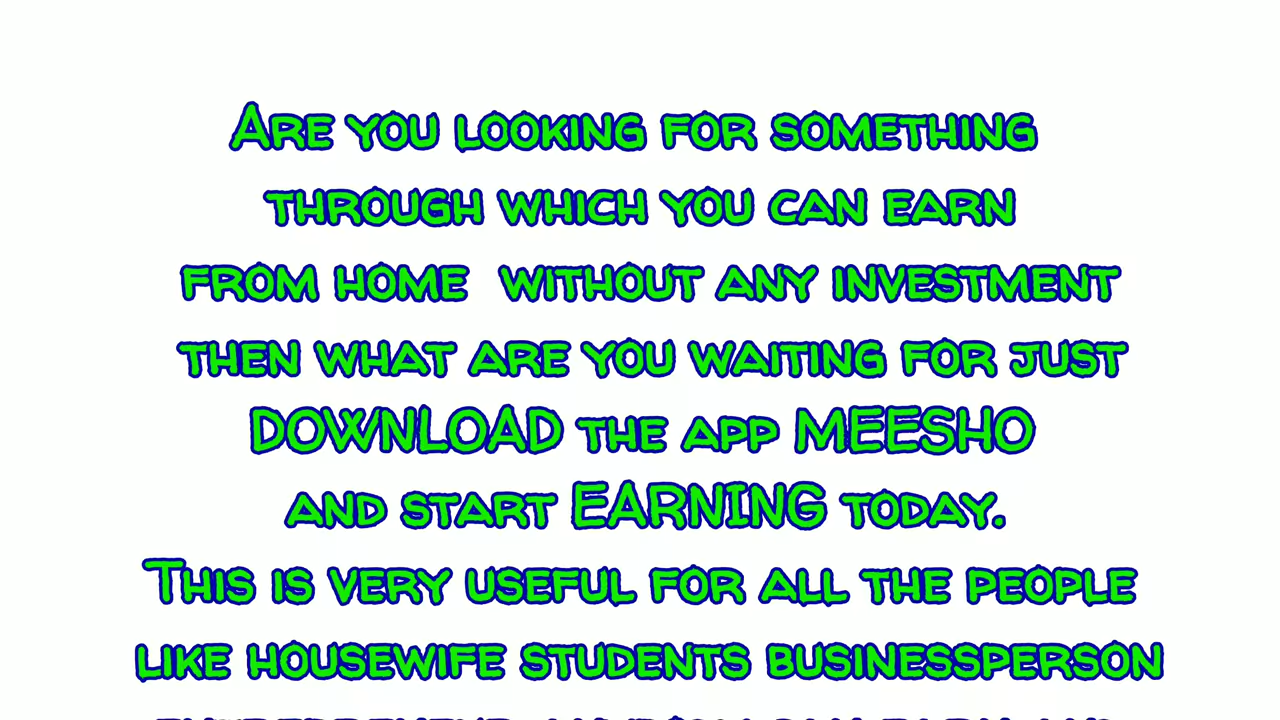 Are you looking for something
through which you can earn
from home without any investment
then what are you waiting for just
DOWNLOAD the app MEESHO
and start EARNING today.
This is very useful for all the people
like housewife students businessperson